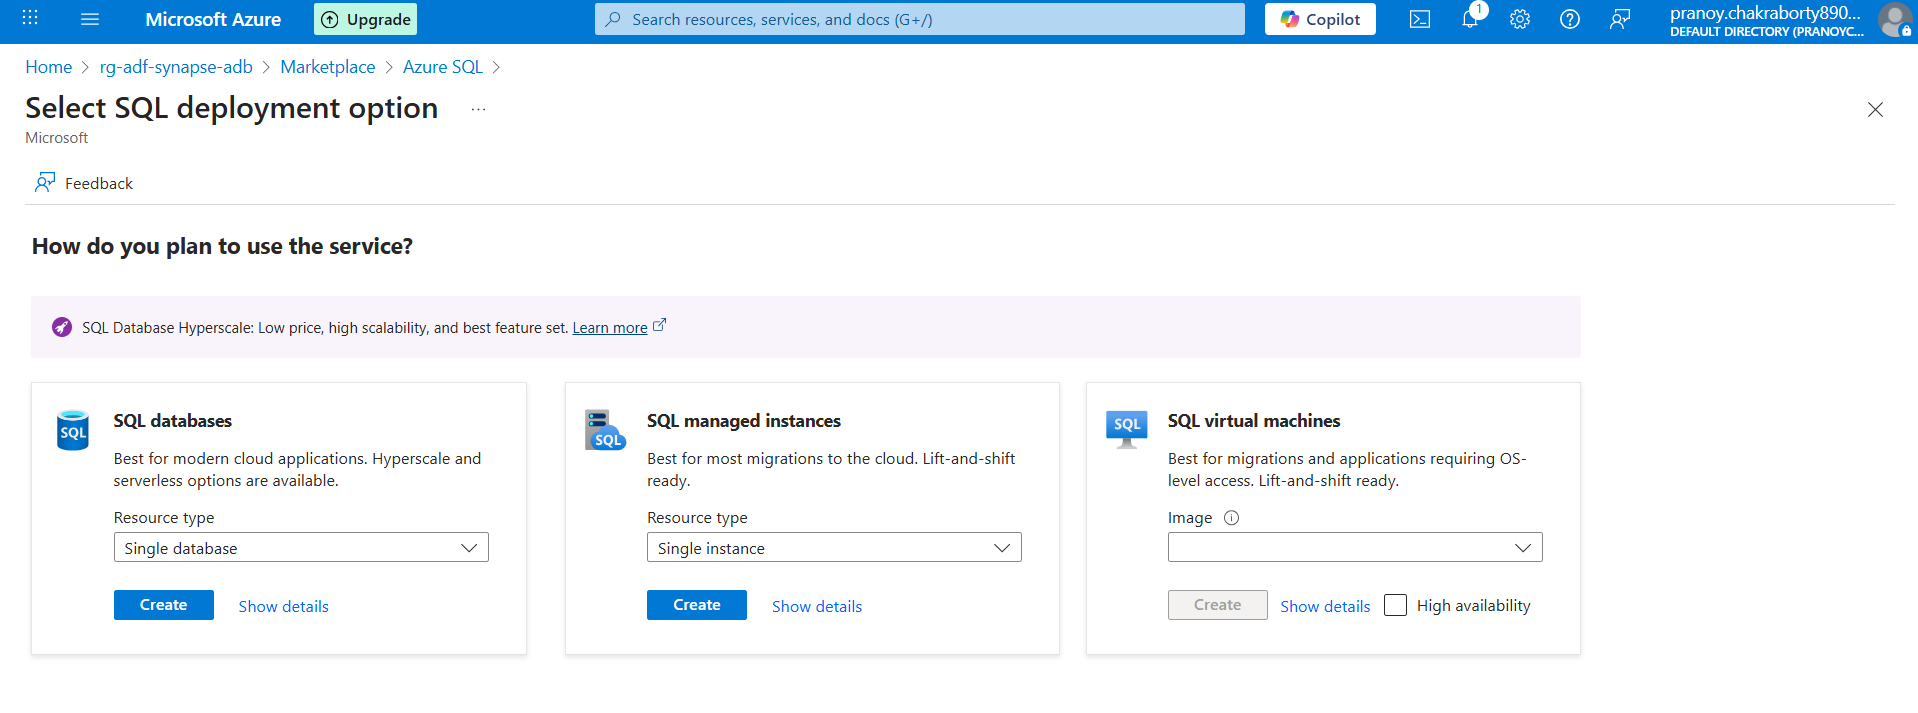 Microsoft Azure
Upgrade
Search resources, services, and docs (G+/)
Copilot
1
pranoy.chakraborty890...
DEFAULT DIRECTORY (PRANOYC...
Home > rg-adf-synapse-adb > Marketplace > Azure SQL >
Select SQL deployment option ...
Microsoft
Feedback
How do you plan to use the service?
SQL Database Hyperscale: Low price, high scalability, and best feature set. Learn more
SQL
SQL databases
Best for modern cloud applications. Hyperscale and
serverless options are available.
Resource type
Single database
Create
Show details
SQL
SQL managed instances
Best for most migrations to the cloud. Lift-and-shift
ready.
Resource type
Single instance
Create
Show details
SQL
SQL virtual machines
Best for migrations and applications requiring OS-
level access. Lift-and-shift ready.
Image
Create
Show details
High availability